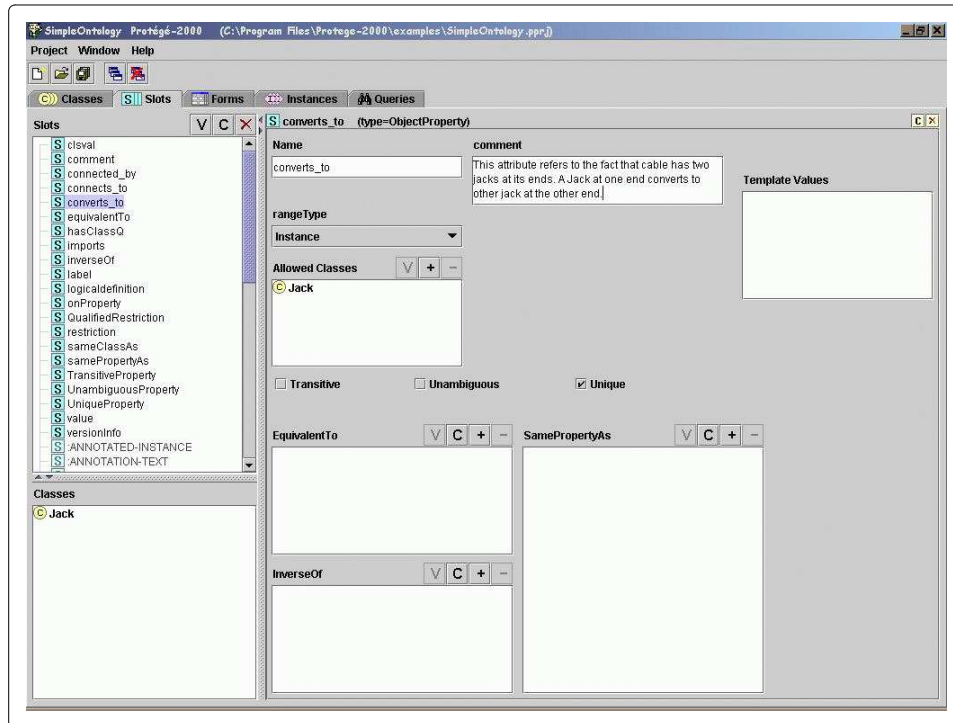 SimpleOntology Protégé-2000 (C:\Program Files\Protege-2000\examples\SimpleOntology.pprj)
Project Window Help
C Classes S Slots Forms Instances Queries
Slots V C
S converts_to (type=ObjectProperty) C
S clsval
S comment
S connected_by
S connects_to
S converts_to
S equivalentTo
S hasClassQ
S imports
S inverseOf
S label
S logicaldefinition
S onProperty
S QualifiedRestriction
S restriction
S sameClassAs
S samePropertyAs
S TransitiveProperty
S UnambiguousProperty
S UniqueProperty
S value
S versionInfo
S :ANNOTATED-INSTANCE
S :ANNOTATION-TEXT
Classes
C Jack
Name
converts_to
comment
This attribute refers to the fact that cable has two
jacks at its ends. A Jack at one end converts to
other jack at the other end.
Template Values
rangeType
Instance
Allowed Classes V + -
C Jack
Transitive Unambiguous Unique
EquivalentTo V C + -
SamePropertyAs V C + -
InverseOf V C + -